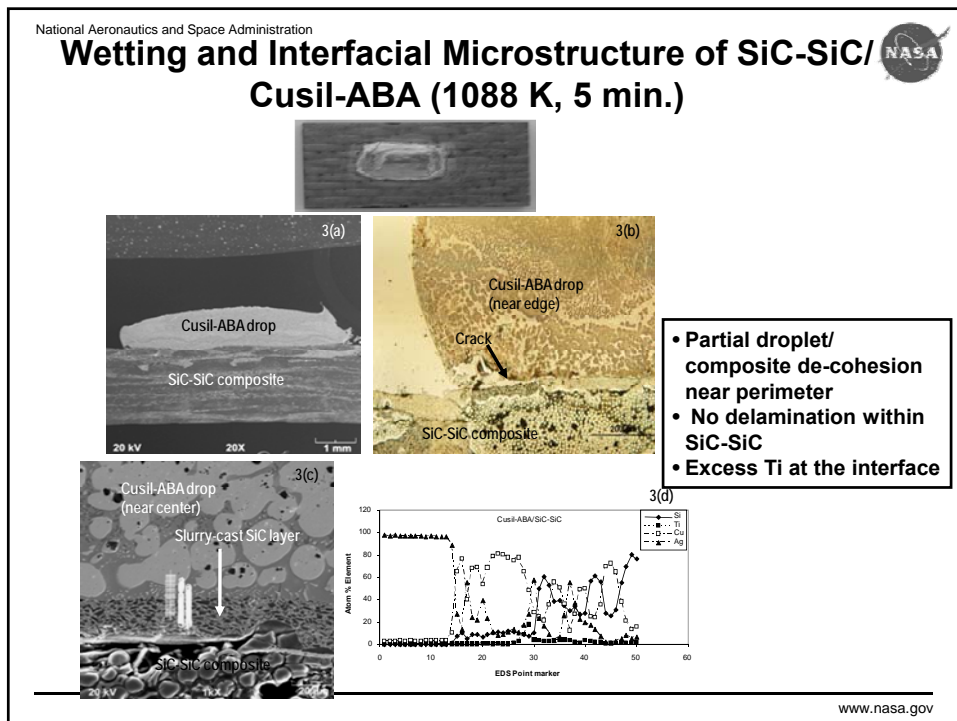 National Aeronautics and Space Administration
Wetting and Interfacial Microstructure of SiC-SiC/
Cusil-ABA (1088 K, 5 min.)
NASA
3(a)
Cusil-ABA drop
SiC-SiC composite
20 kV 20X 1 mm
3(b)
Cusil-ABA drop
(near edge)
Crack
SiC-SiC composite
• Partial droplet/
composite de-cohesion
near perimeter
• No delamination within
SiC-SiC
• Excess Ti at the interface
3(c)
Cusil-ABA drop
(near center)
Slurry-cast SiC layer
SiC-SiC composite
20 kV 1kX
3(d)
Cusil-ABA/SiC-SiC
Si
Ti
Cu
Ag
Atom % Element
120
100
80
60
40
20
0
0 10 20 30 40 50 60
EDS Point marker
www.nasa.gov